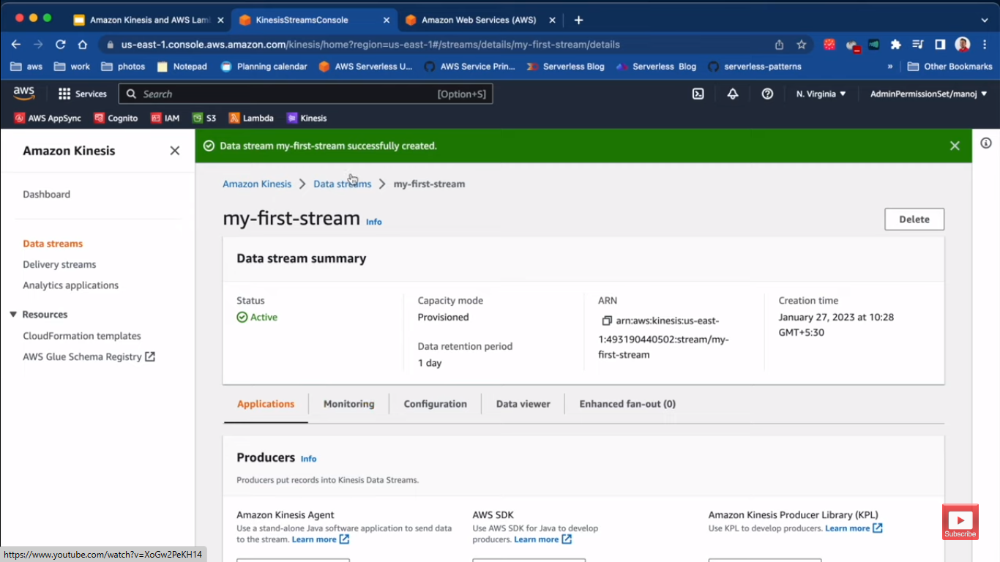 Amazon Kinesis and AWS Lam
KinesisStreamsConsole
Amazon Web Services (AWS)
us-east-1.console.aws.amazon.com/kinesis/home?region=us-east-1#/streams/details/my-first-stream/details
aws
work
photos
Notepad
Planning calendar
AWS Serverless U...
AWS Service Prin...
Serverless Blog
Serverless Blog
serverless-patterns
»
Other Bookmarks
aws
Services
Search
[Option+S]
N. Virginia
AdminPermissionSet/manoj
AWS AppSync
Cognito
IAM
S3
Lambda
Kinesis
Amazon Kinesis
Dashboard
Data streams
Delivery streams
Analytics applications
Resources
CloudFormation templates
AWS Glue Schema Registry
Data stream my-first-stream successfully created.
Amazon Kinesis > Data streams > my-first-stream
my-first-stream Info
Delete
Data stream summary
Status
Active
Capacity mode
Provisioned
Data retention period
1 day
ARN
arn:aws:kinesis:us-east-
1:493190440502:stream/my-
first-stream
Creation time
January 27, 2023 at 10:28
GMT+5:30
Applications
Monitoring
Configuration
Data viewer
Enhanced fan-out (0)
Producers Info
Producers put records into Kinesis Data Streams.
Amazon Kinesis Agent
Use a stand-alone Java software application to send data
to the stream. Learn more
AWS SDK
Use AWS SDK for Java to develop
producers. Learn more
Amazon Kinesis Producer Library (KPL)
Use KPL to develop producers. Learn more
Subscribe
https://www.youtube.com/watch?v=XoGw2PeKH14